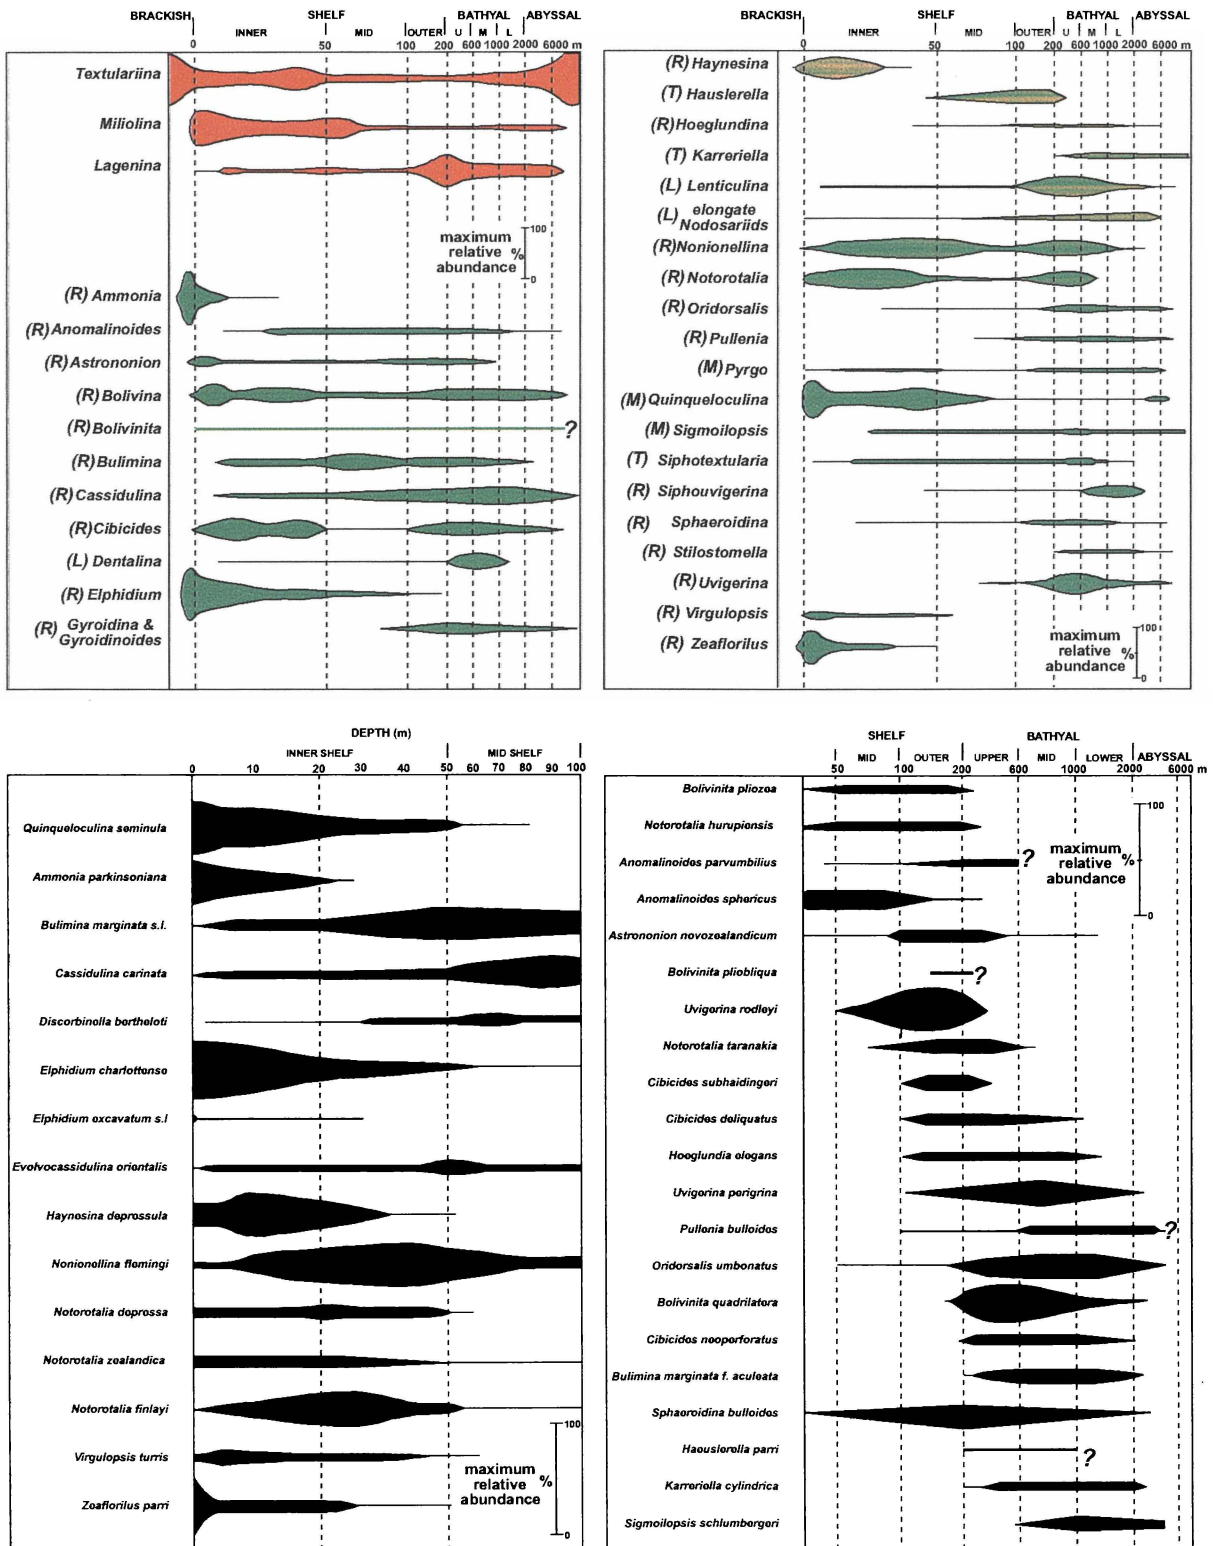 BRACKISH SHELF BATHYAL ABYSSAL
INNER MID OUTER U M L
0 50 100 200 600 1000 2000 6000 m
Textulariina
Miliolina
Lagenina
maximum relative abundance % 100 0
(R) Ammonia
(R) Anomalinoides
(R) Astrononion
(R) Bolivina
(R) Bolivinita ?
(R) Bulimina
(R) Cassidulina
(R) Cibicides
(L) Dentalina
(R) Elphidium
(R) Gyroidina &
Gyroidinoides
BRACKISH SHELF BATHYAL ABYSSAL
INNER MID OUTER U M L
0 50 100 200 600 1000 2000 6000 m
(R) Haynesina
(T) Hauslerella
(R) Hoeglundina
(T) Karreriella
(L) Lenticulina
(L) elongate
Nodosariids
(R) Nonionellina
(R) Notorotalia
(R) Oridorsalis
(R) Pullenia
(M) Pyrgo
(M) Quinqueloculina
(M) Sigmoilopsis
(T) Siphotextularia
(R) Siphouvigerina
(R) Sphaeroidina
(R) Stilostomella
(R) Uvigerina
(R) Virgulopsis
(R) Zeaflorilus
maximum relative abundance % 100 0
DEPTH (m)
INNER SHELF MID SHELF
0 10 20 30 40 50 60 70 80 90 100
Quinqueloculina seminula
Ammonia parkinsoniana
Bulimina marginata s.l.
Cassidulina carinata
Discorbinella bertheloti
Elphidium charlottense
Elphidium excavatum s.l
Evolvocassidulina orientalis
Haynesina depressula
Nonionellina flemingi
Notorotalia depressa
Notorotalia zealandica
Notorotalia finlayi
Virgulopsis turris
Zeaflorilus parri
maximum relative abundance % 100 0
SHELF BATHYAL
MID OUTER UPPER MID LOWER ABYSSAL
50 100 200 600 1000 2000 6000 m
Bolivinita pliozea
Notorotalia hurupiensis
Anomalinoides parvumbilius ?
Anomalinoides sphericus
Astrononion novozealandicum
Bolivinita pliobliqua ?
Uvigerina rodleyi
Notorotalia taranakia
Cibicides subhaidingeri
Cibicides deliquatus
Hoeglundia elegans
Uvigerina perigrina
Pullenia bulloides ?
Oridorsalis umbonatus
Bolivinita quadrilatera
Cibicides neoperforatus
Bulimina marginata f. aculeata
Sphaeroidina bulloides
Haeuslerella parri ?
Karreriella cylindrica
Sigmoilopsis schlumbergeri
maximum relative abundance % 100 0